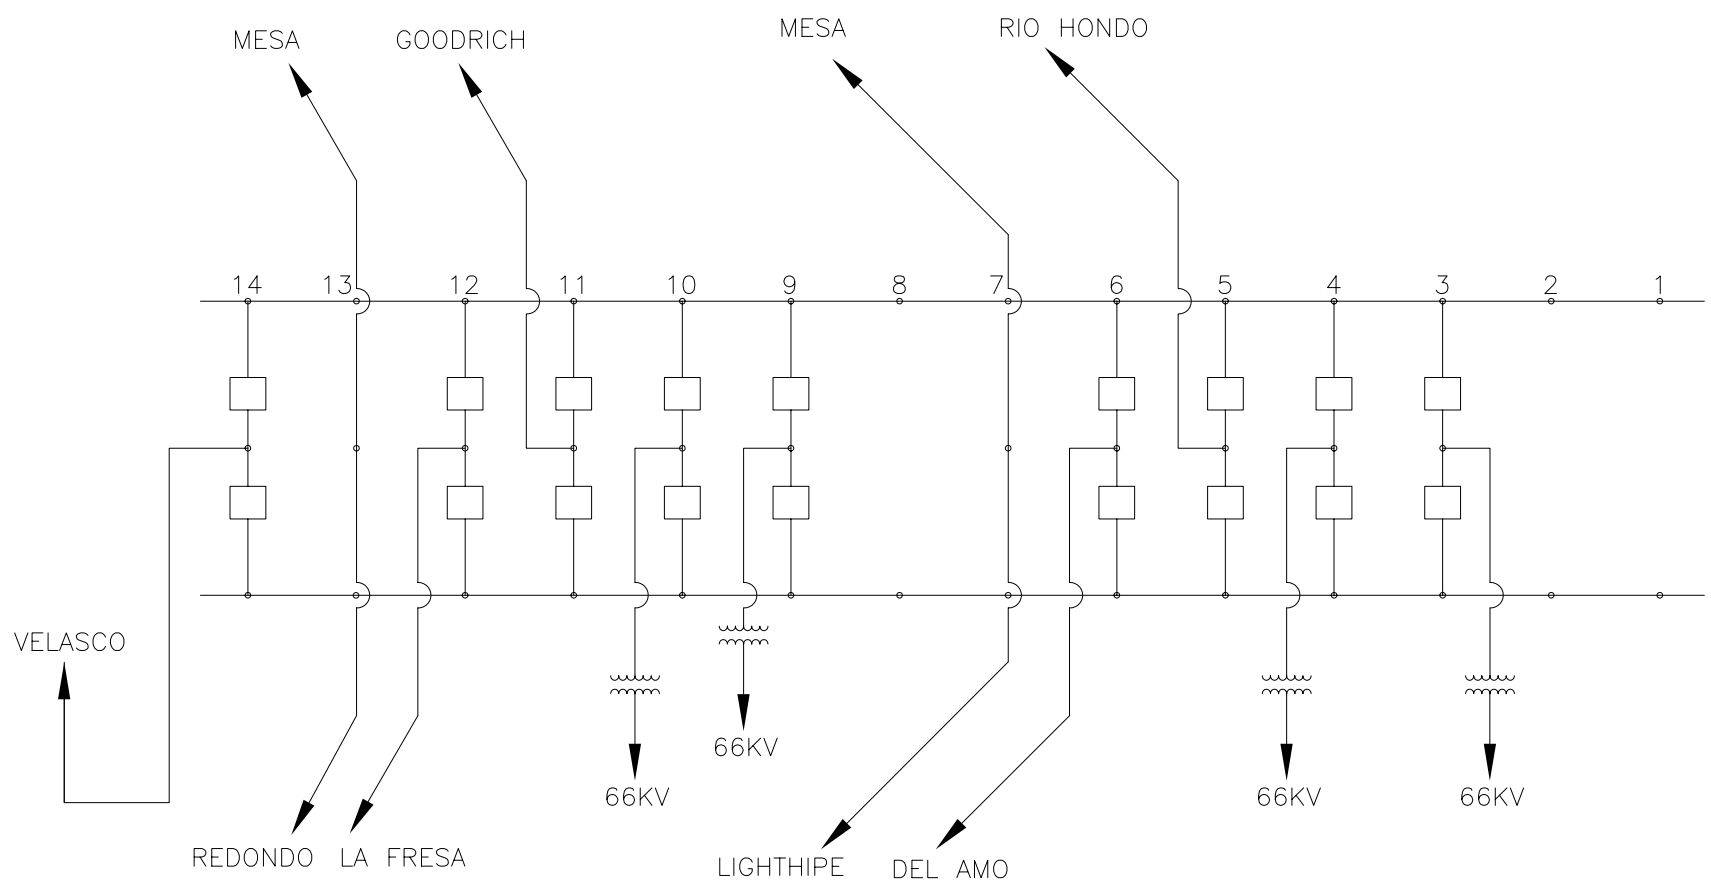 MESA
GOODRICH
MESA
RIO HONDO
14 13 12 11 10 9 8 7 6 5 4 3 2 1
VELASCO
66KV
66KV
66KV
66KV
REDONDO
LA FRESA
LIGHTHIPE
DEL AMO